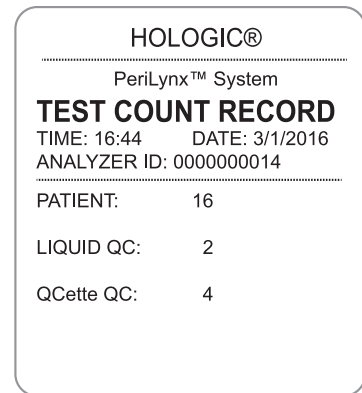 HOLOGIC®
PeriLynx™ System
TEST COUNT RECORD
TIME: 16:44 DATE: 3/1/2016
ANALYZER ID: 0000000014
PATIENT: 16
LIQUID QC: 2
QCette QC: 4